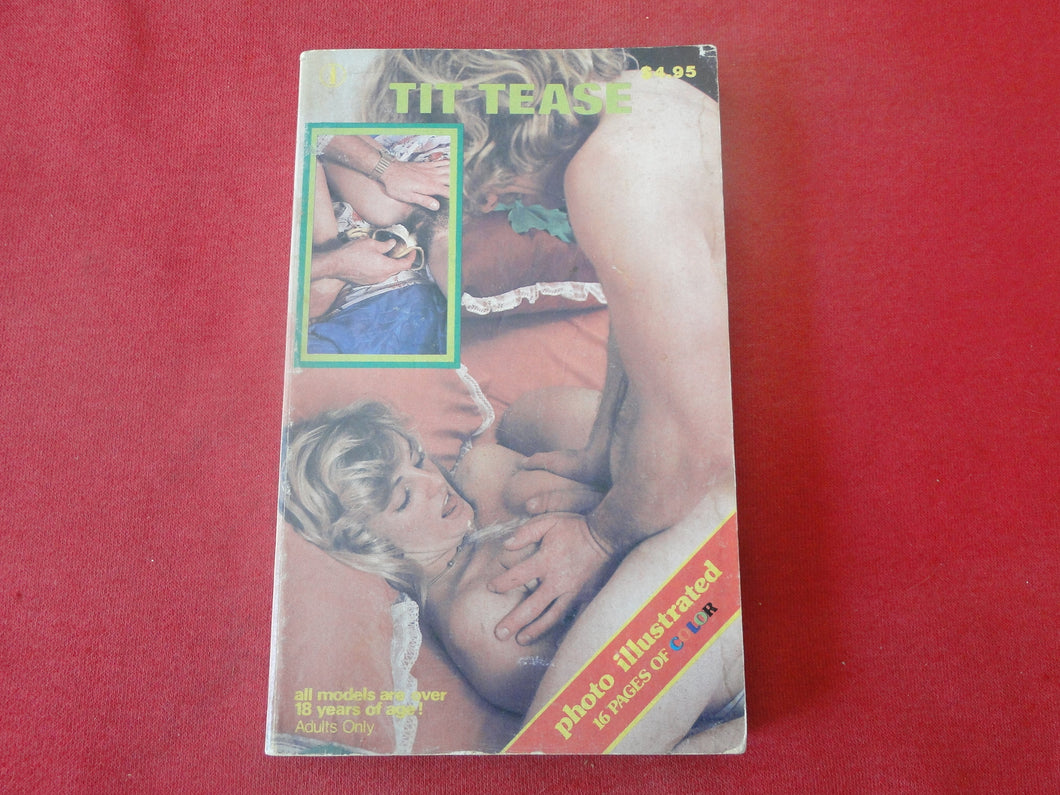 $4.95
TIT TEASE
photo illustrated
16 PAGES OF COLOR
all models are over
18 years of age!
Adults Only